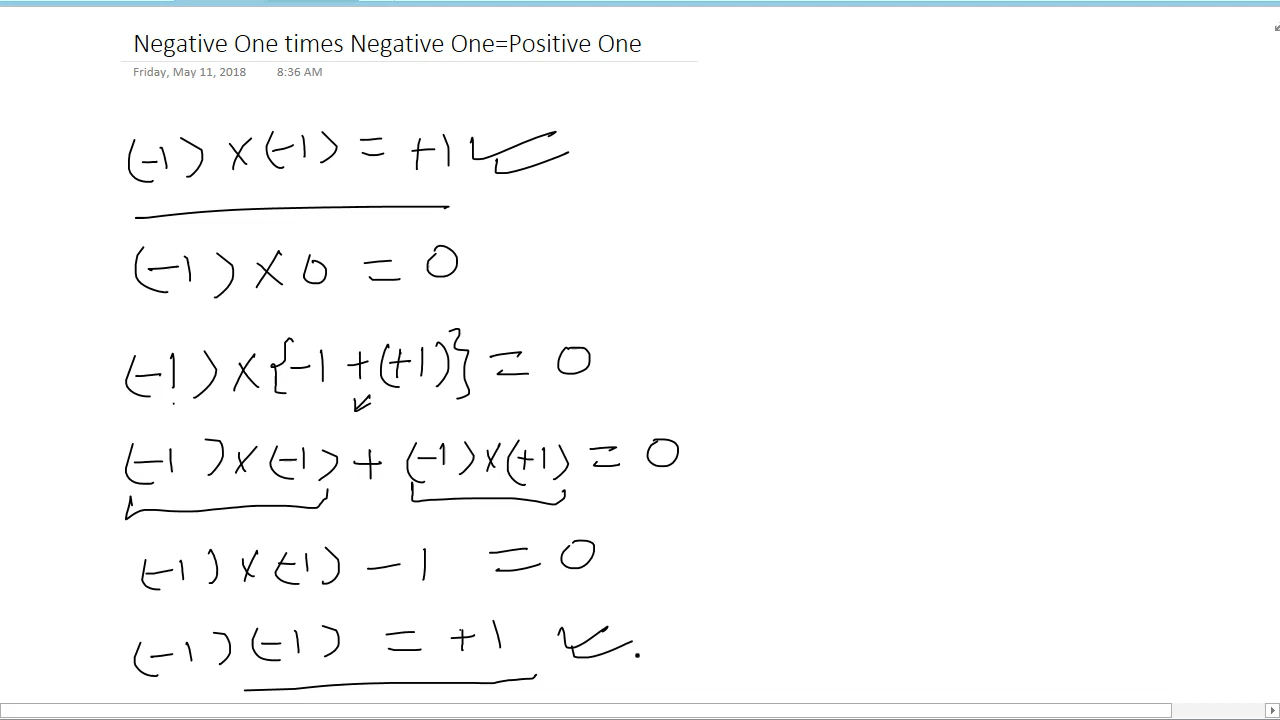 Negative One times Negative One=Positive One
Friday, May 11, 2018 8:36 AM
(-1) × (-1) = +1
(-1) × 0 = 0
(-1) × {-1 + (+1)} = 0
(-1) × (-1) + (-1) × (+1) = 0
(-1) × (-1) - 1 = 0
(-1) (-1) = +1